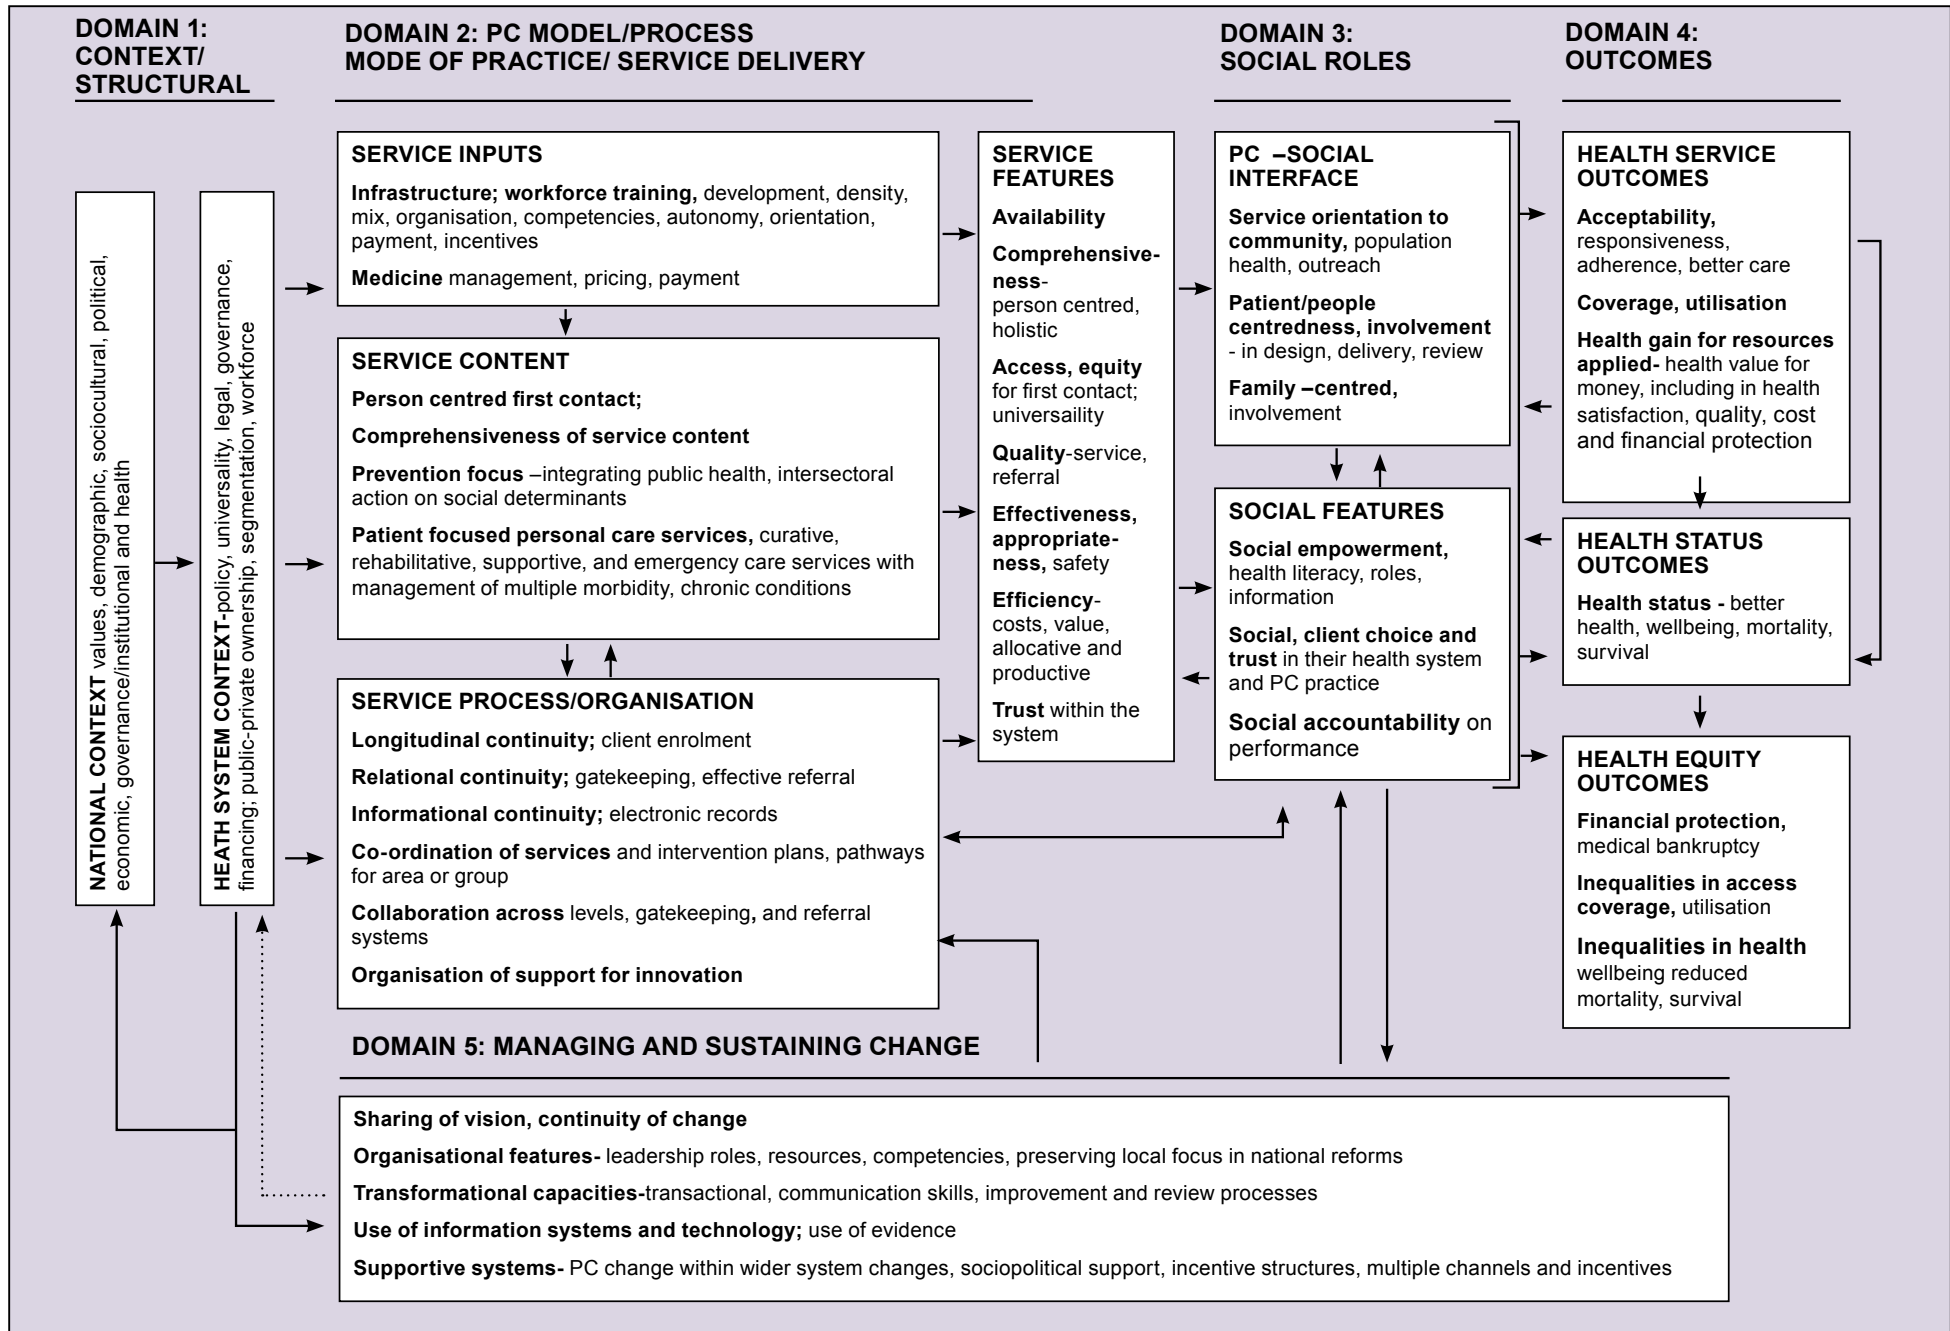 DOMAIN 1:
CONTEXT/
STRUCTURAL
DOMAIN 2: PC MODEL/PROCESS
MODE OF PRACTICE/ SERVICE DELIVERY
DOMAIN 3:
SOCIAL ROLES
DOMAIN 4:
OUTCOMES
NATIONAL CONTEXT values, demographic, sociocultural, political,
economic, governance/institutional and health
HEATH SYSTEM CONTEXT-policy, universality, legal, governance,
financing; public-private ownership, segmentation, workforce
SERVICE INPUTS
Infrastructure; workforce training, development, density,
mix, organisation, competencies, autonomy, orientation,
payment, incentives
Medicine management, pricing, payment
SERVICE CONTENT
Person centred first contact;
Comprehensiveness of service content
Prevention focus –integrating public health, intersectoral
action on social determinants
Patient focused personal care services, curative,
rehabilitative, supportive, and emergency care services with
management of multiple morbidity, chronic conditions
SERVICE PROCESS/ORGANISATION
Longitudinal continuity; client enrolment
Relational continuity; gatekeeping, effective referral
Informational continuity; electronic records
Co-ordination of services and intervention plans, pathways
for area or group
Collaboration across levels, gatekeeping, and referral
systems
Organisation of support for innovation
SERVICE
FEATURES
Availability
Comprehensive-
ness-
person centred,
holistic
Access, equity
for first contact;
universaility
Quality-service,
referral
Effectiveness,
appropriate-
ness, safety
Efficiency-
costs, value,
allocative and
productive
Trust within the
system
PC –SOCIAL
INTERFACE
Service orientation to
community, population
health, outreach
Patient/people
centredness, involvement
- in design, delivery, review
Family –centred,
involvement
SOCIAL FEATURES
Social empowerment,
health literacy, roles,
information
Social, client choice and
trust in their health system
and PC practice
Social accountability on
performance
HEALTH SERVICE
OUTCOMES
Acceptability,
responsiveness,
adherence, better care
Coverage, utilisation
Health gain for resources
applied- health value for
money, including in health
satisfaction, quality, cost
and financial protection
HEALTH STATUS
OUTCOMES
Health status - better
health, wellbeing, mortality,
survival
HEALTH EQUITY
OUTCOMES
Financial protection,
medical bankruptcy
Inequalities in access
coverage, utilisation
Inequalities in health
wellbeing reduced
mortality, survival
DOMAIN 5: MANAGING AND SUSTAINING CHANGE
Sharing of vision, continuity of change
Organisational features- leadership roles, resources, competencies, preserving local focus in national reforms
Transformational capacities-transactional, communication skills, improvement and review processes
Use of information systems and technology; use of evidence
Supportive systems- PC change within wider system changes, sociopolitical support, incentive structures, multiple channels and incentives